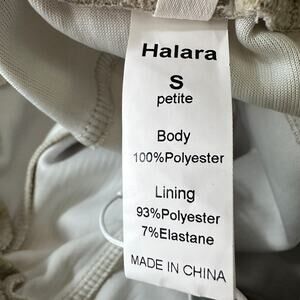 Halara
S
petite
Body
100%Polyester
Lining
93%Polyester
7%Elastane
MADE IN CHINA